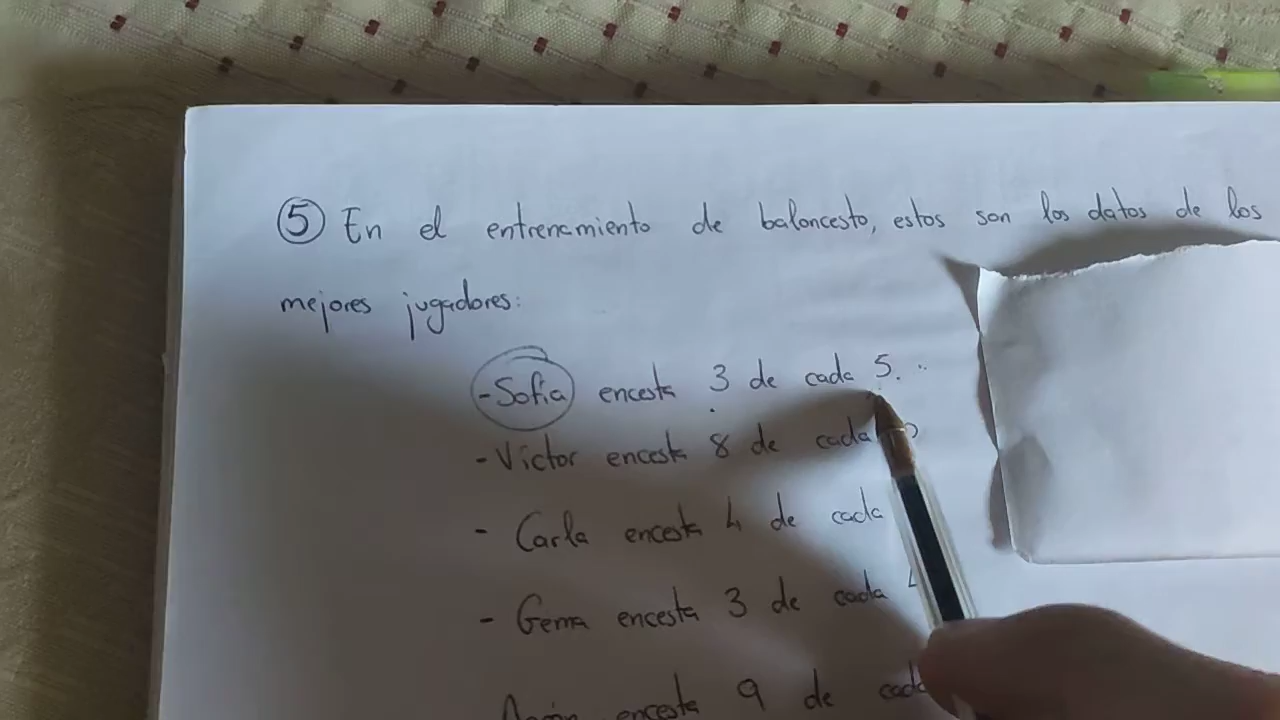 ⑤ En el entrenamiento de baloncesto, estos son los datos de los
mejores jugadores:
- Sofía encesta 3 de cada 5.
- Víctor encesta 8 de cada
- Carla encesta 4 de cada
- Gema encesta 3 de cada
encesta 9 de cada